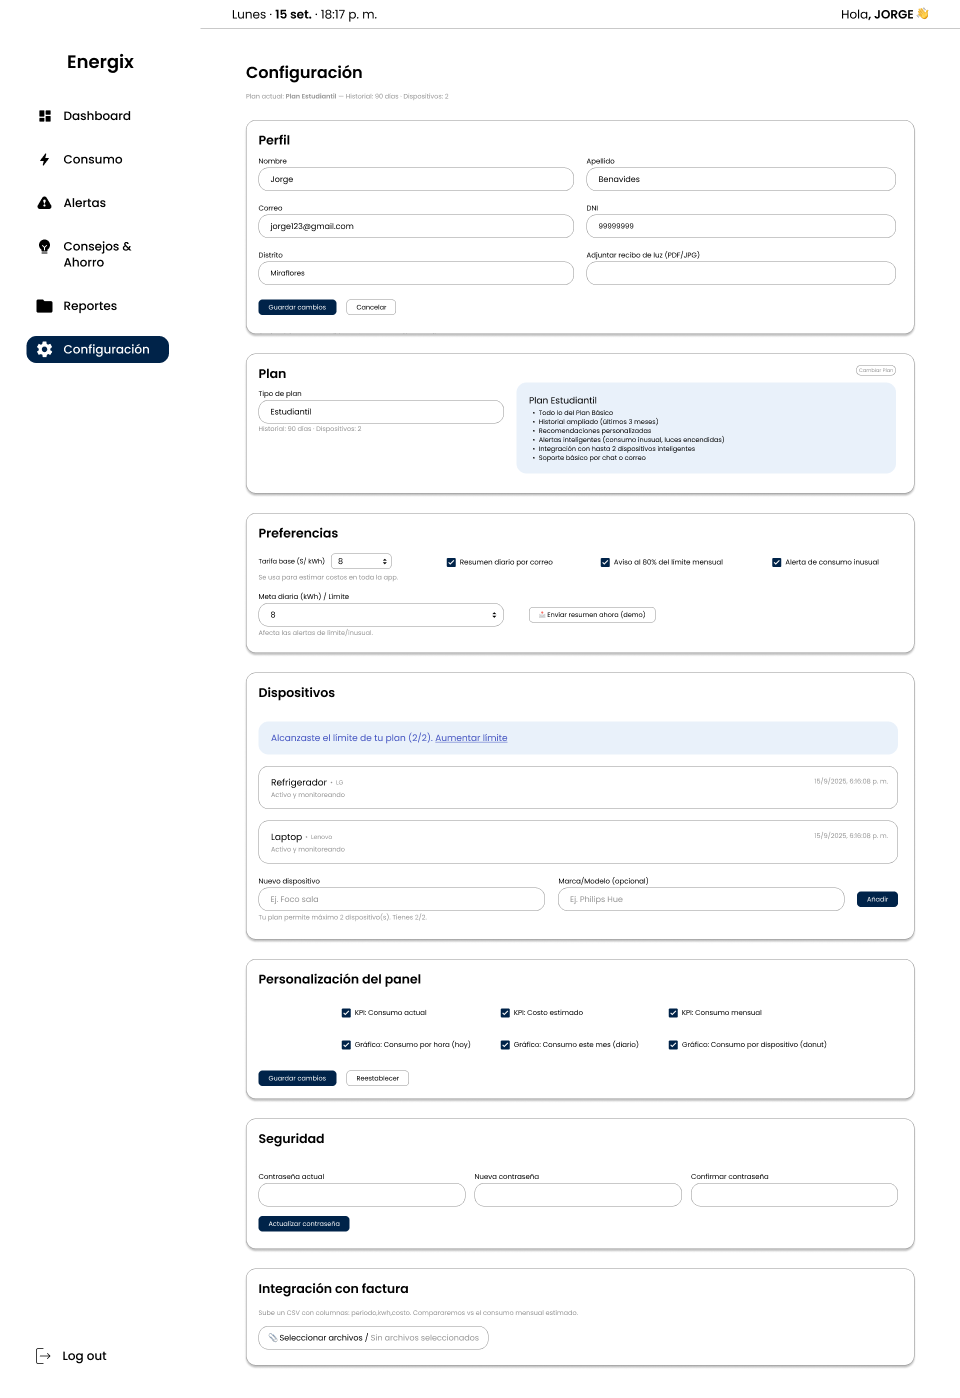 Lunes · 15 set. · 18:17 p. m.
Hola, JORGE 👋
Energix
Dashboard
Consumo
Alertas
Consejos &
Ahorro
Reportes
Configuración
Log out
Configuración
Plan actual: Plan Estudiantil — Historial: 90 días · Dispositivos: 2
Perfil
Nombre
Apellido
Jorge
Benavides
Correo
DNI
jorge123@gmail.com
99999999
Distrito
Adjuntar recibo de luz (PDF/JPG)
Miraflores
Guardar cambios
Cancelar
Plan
Cambiar Plan
Tipo de plan
Estudiantil
Historial: 90 días · Dispositivos: 2
Plan Estudiantil
• Todo lo del Plan Básico
• Historial ampliado (últimos 3 meses)
• Recomendaciones personalizadas
• Alertas inteligentes (consumo inusual, luces encendidas)
• Integración con hasta 2 dispositivos inteligentes
• Soporte básico por chat o correo
Preferencias
Tarifa base (S/ kWh)
8
Resumen diario por correo
Aviso al 80% del límite mensual
Alerta de consumo inusual
Se usa para estimar costos en toda la app.
Meta diaria (kWh) / Límite
8
Enviar resumen ahora (demo)
Afecta las alertas de límite/inusual.
Dispositivos
Alcanzaste el límite de tu plan (2/2). Aumentar límite
Refrigerador • LG
15/9/2025, 6:16:08 p. m.
Activo y monitoreando
Laptop • Lenovo
15/9/2025, 6:16:08 p. m.
Activo y monitoreando
Nuevo dispositivo
Marca/Modelo (opcional)
Ej. Foco sala
Ej. Philips Hue
Añadir
Tu plan permite máximo 2 dispositivo(s). Tienes 2/2.
Personalización del panel
KPI: Consumo actual
KPI: Costo estimado
KPI: Consumo mensual
Gráfico: Consumo por hora (hoy)
Gráfico: Consumo este mes (diario)
Gráfico: Consumo por dispositivo (donut)
Guardar cambios
Reestablecer
Seguridad
Contraseña actual
Nueva contraseña
Confirmar contraseña
Actualizar contraseña
Integración con factura
Sube un CSV con columnas: periodo,kwh,costo. Compararemos vs el consumo mensual estimado.
📎 Seleccionar archivos / Sin archivos seleccionados